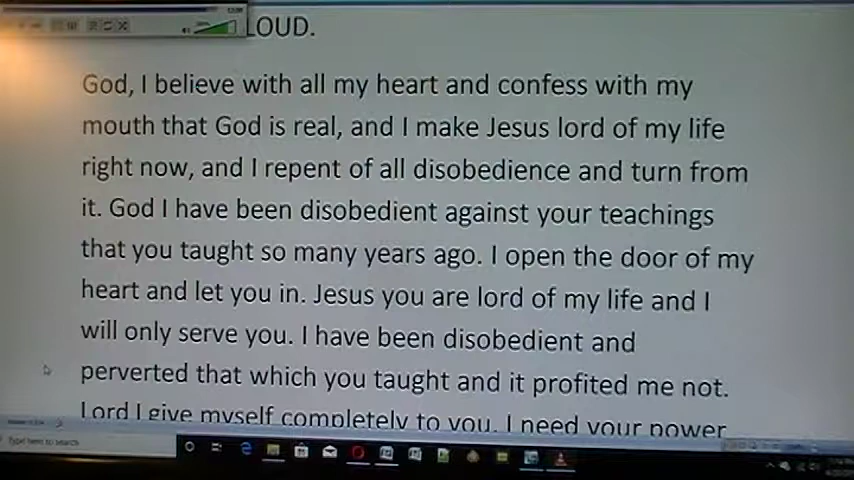 LOUD.
God, I believe with all my heart and confess with my
mouth that God is real, and I make Jesus lord of my life
right now, and I repent of all disobedience and turn from
it. God I have been disobedient against your teachings
that you taught so many years ago. I open the door of my
heart and let you in. Jesus you are lord of my life and I
will only serve you. I have been disobedient and
perverted that which you taught and it profited me not.
Lord I give myself completely to you. I need your power
Type here to search